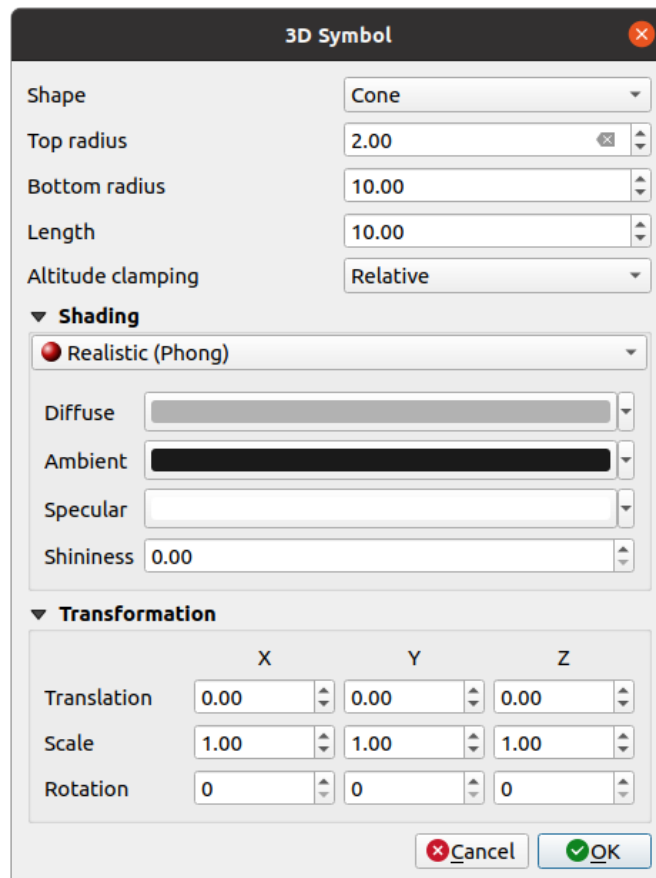 3D Symbol
Shape Cone
Top radius 2.00
Bottom radius 10.00
Length 10.00
Altitude clamping Relative
Shading
Realistic (Phong)
Diffuse
Ambient
Specular
Shininess 0.00
Transformation
X Y Z
Translation 0.00 0.00 0.00
Scale 1.00 1.00 1.00
Rotation 0 0 0
Cancel OK